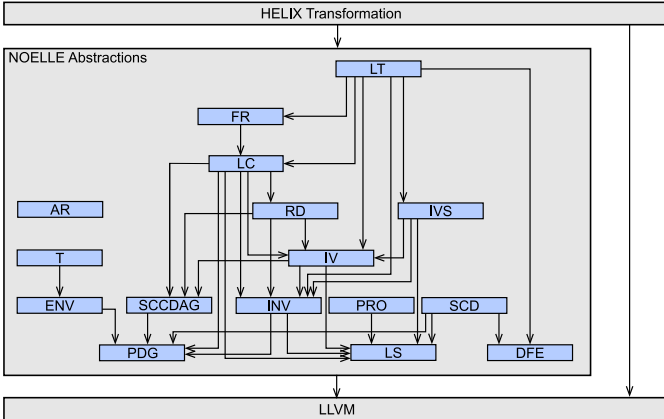 HELIX Transformation
NOELLE Abstractions
LT
FR
LC
AR
RD
IVS
T
IV
ENV
SCCDAG
INV
PRO
SCD
PDG
LS
DFE
LLVM